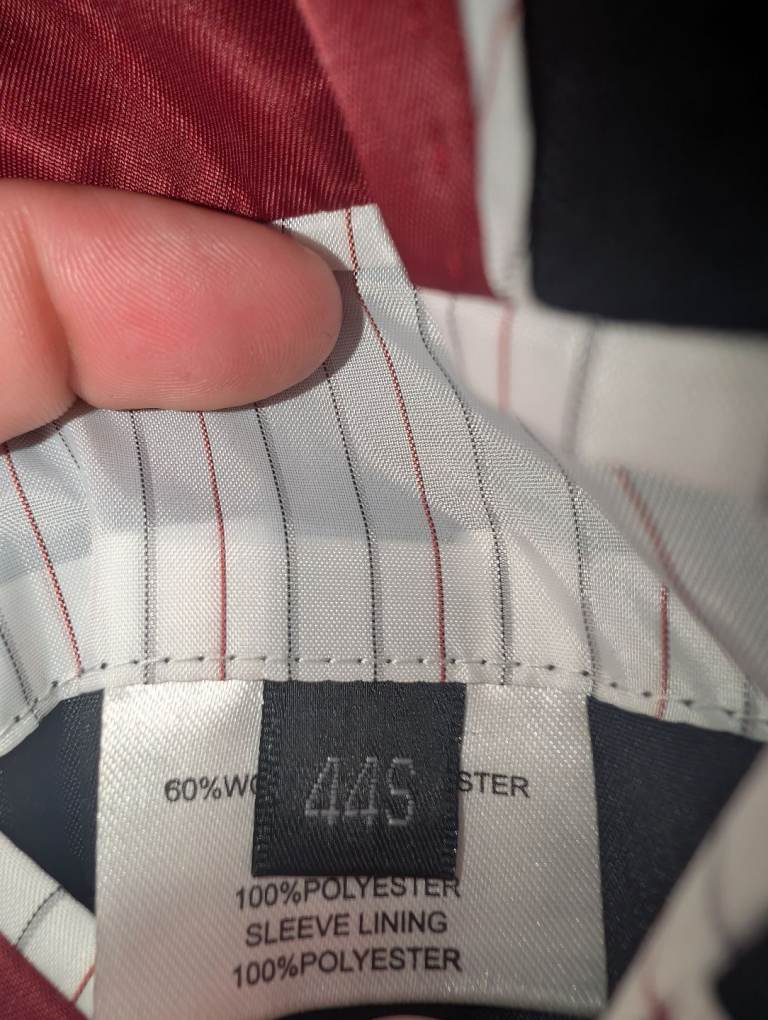 44S
60%WO STER
100%POLYESTER
SLEEVE LINING
100%POLYESTER